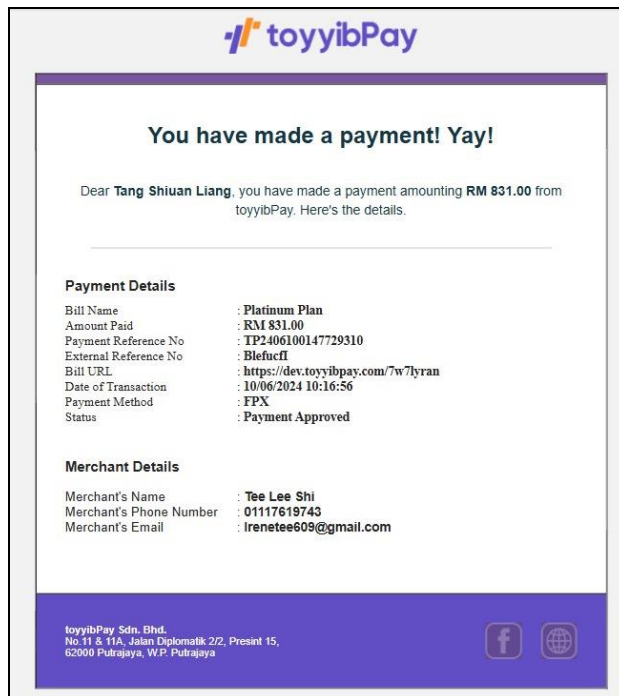 toyyibPay
You have made a payment! Yay!
Dear Tang Shiuan Liang, you have made a payment amounting RM 831.00 from
toyyibPay. Here's the details.
Payment Details
Bill Name : Platinum Plan
Amount Paid : RM 831.00
Payment Reference No : TP2406100147729310
External Reference No : BlefucfI
Bill URL : https://dev.toyyibpay.com/7w7lyran
Date of Transaction : 10/06/2024 10:16:56
Payment Method : FPX
Status : Payment Approved
Merchant Details
Merchant's Name : Tee Lee Shi
Merchant's Phone Number : 01117619743
Merchant's Email : Irenetee609@gmail.com
toyyibPay Sdn. Bhd.
No.11 & 11A, Jalan Diplomatik 2/2, Presint 15,
62000 Putrajaya, W.P. Putrajaya